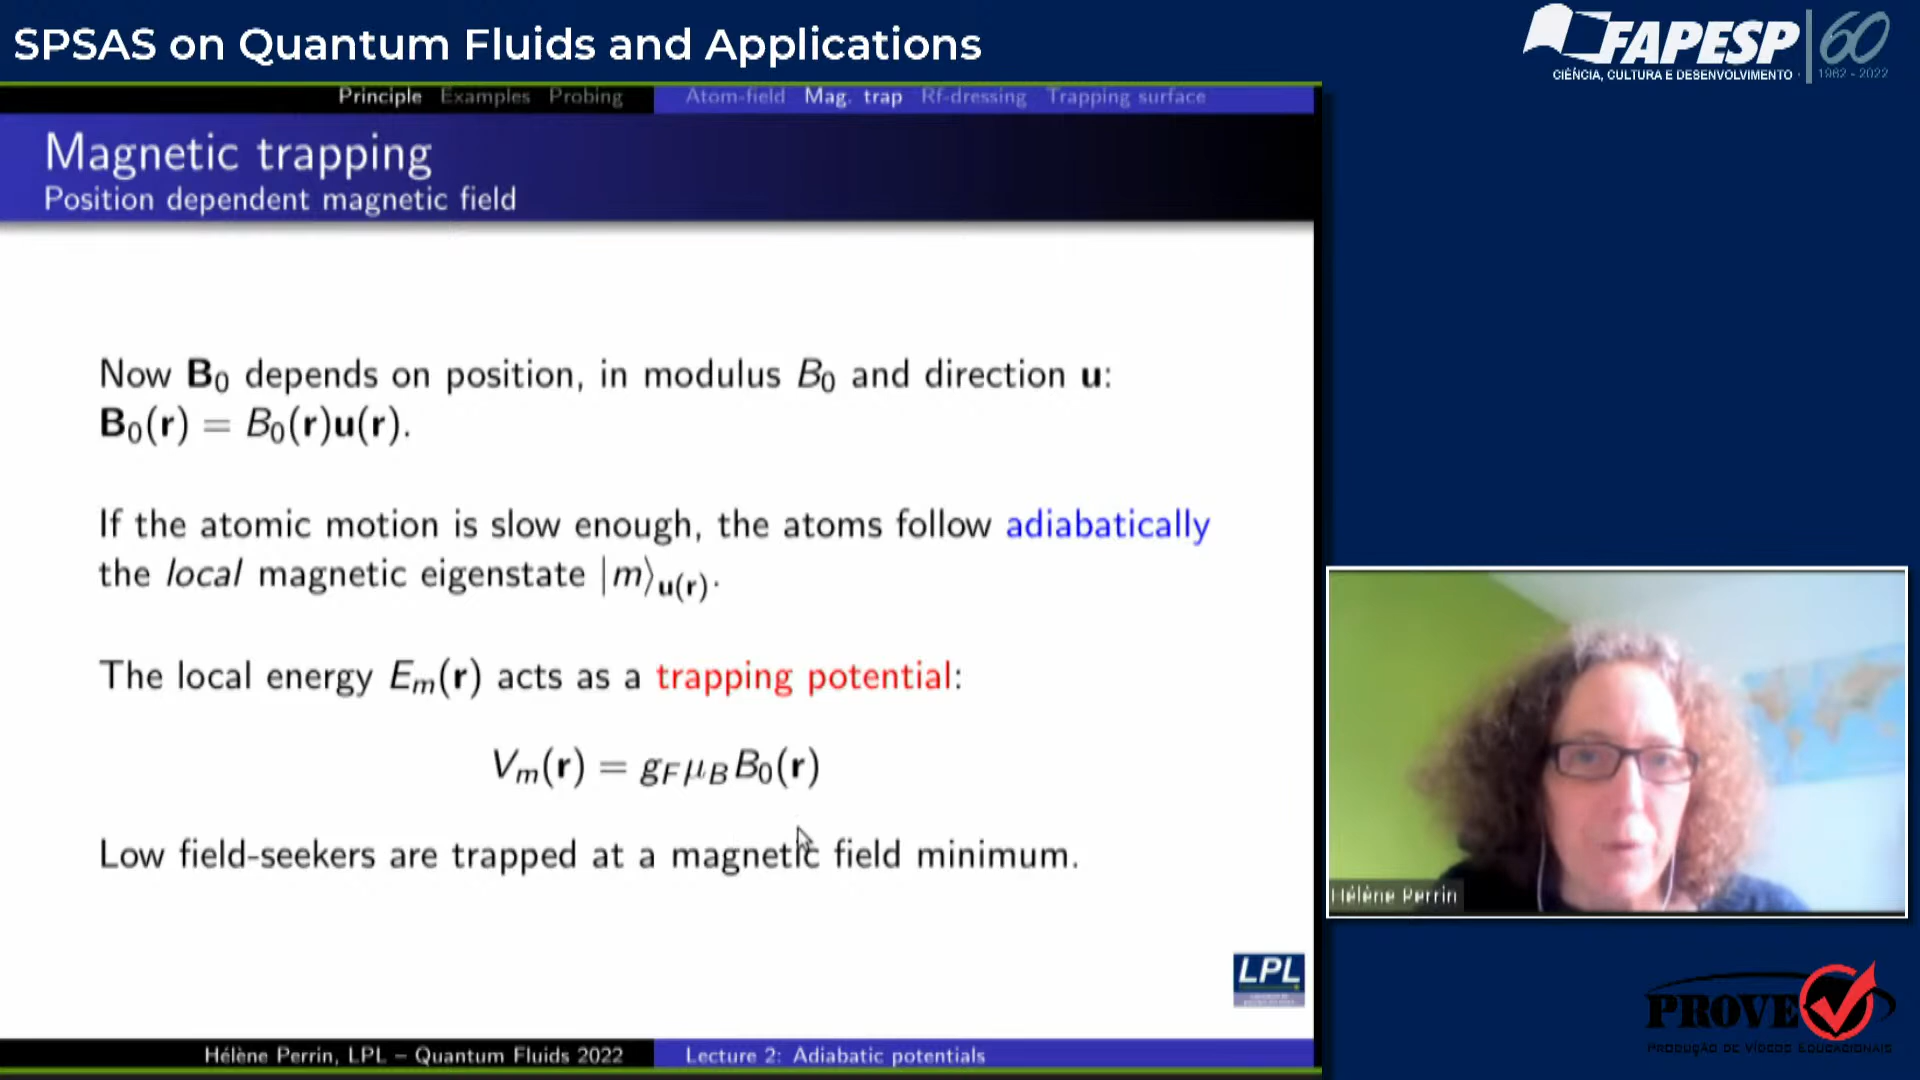 SPSAS on Quantum Fluids and Applications
FAPESP 60
CIÊNCIA, CULTURA E DESENVOLVIMENTO
1962 - 2022
Principle Examples Probing Atom-field Mag. trap Rf-dressing Trapping surface
Magnetic trapping
Position dependent magnetic field
Now B₀ depends on position, in modulus B₀ and direction u:
B₀(r) = B₀(r)u(r).
If the atomic motion is slow enough, the atoms follow adiabatically
the local magnetic eigenstate |m⟩u(r).
The local energy Eₘ(r) acts as a trapping potential:
Vₘ(r) = gFμBB₀(r)
Low field-seekers are trapped at a magnetic field minimum.
LPL
Hélène Perrin, LPL – Quantum Fluids 2022 Lecture 2: Adiabatic potentials
Hélène Perrin
PROVE
PRODUÇÃO DE VÍDEOS EDUCACIONAIS